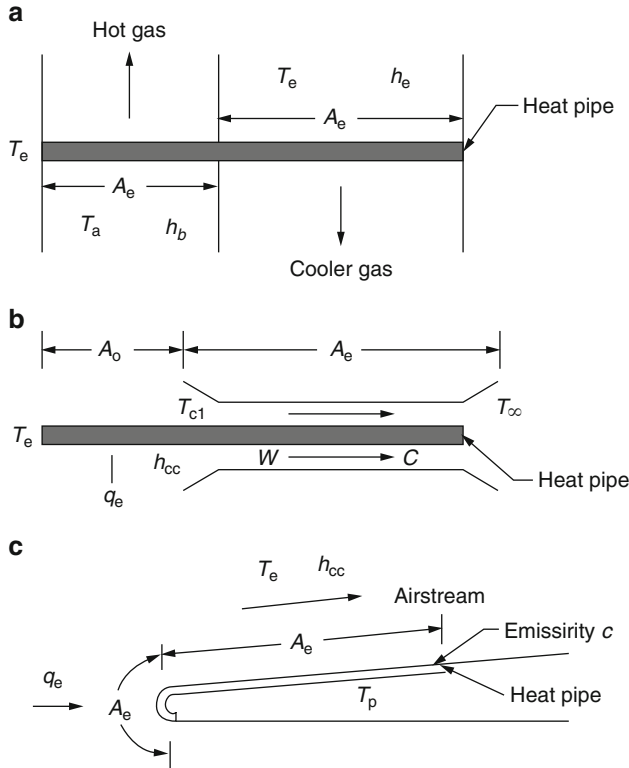 a
Hot gas
Te he
Ae
Heat pipe
Te
Ae
Ta hb
Cooler gas
b
Ao Ae
Tc1 T∞
Te
hcc W C
Heat pipe
qe
c
Te hcc
Airstream
Ae
Emissirity c
qe
Heat pipe
Ae
Tp